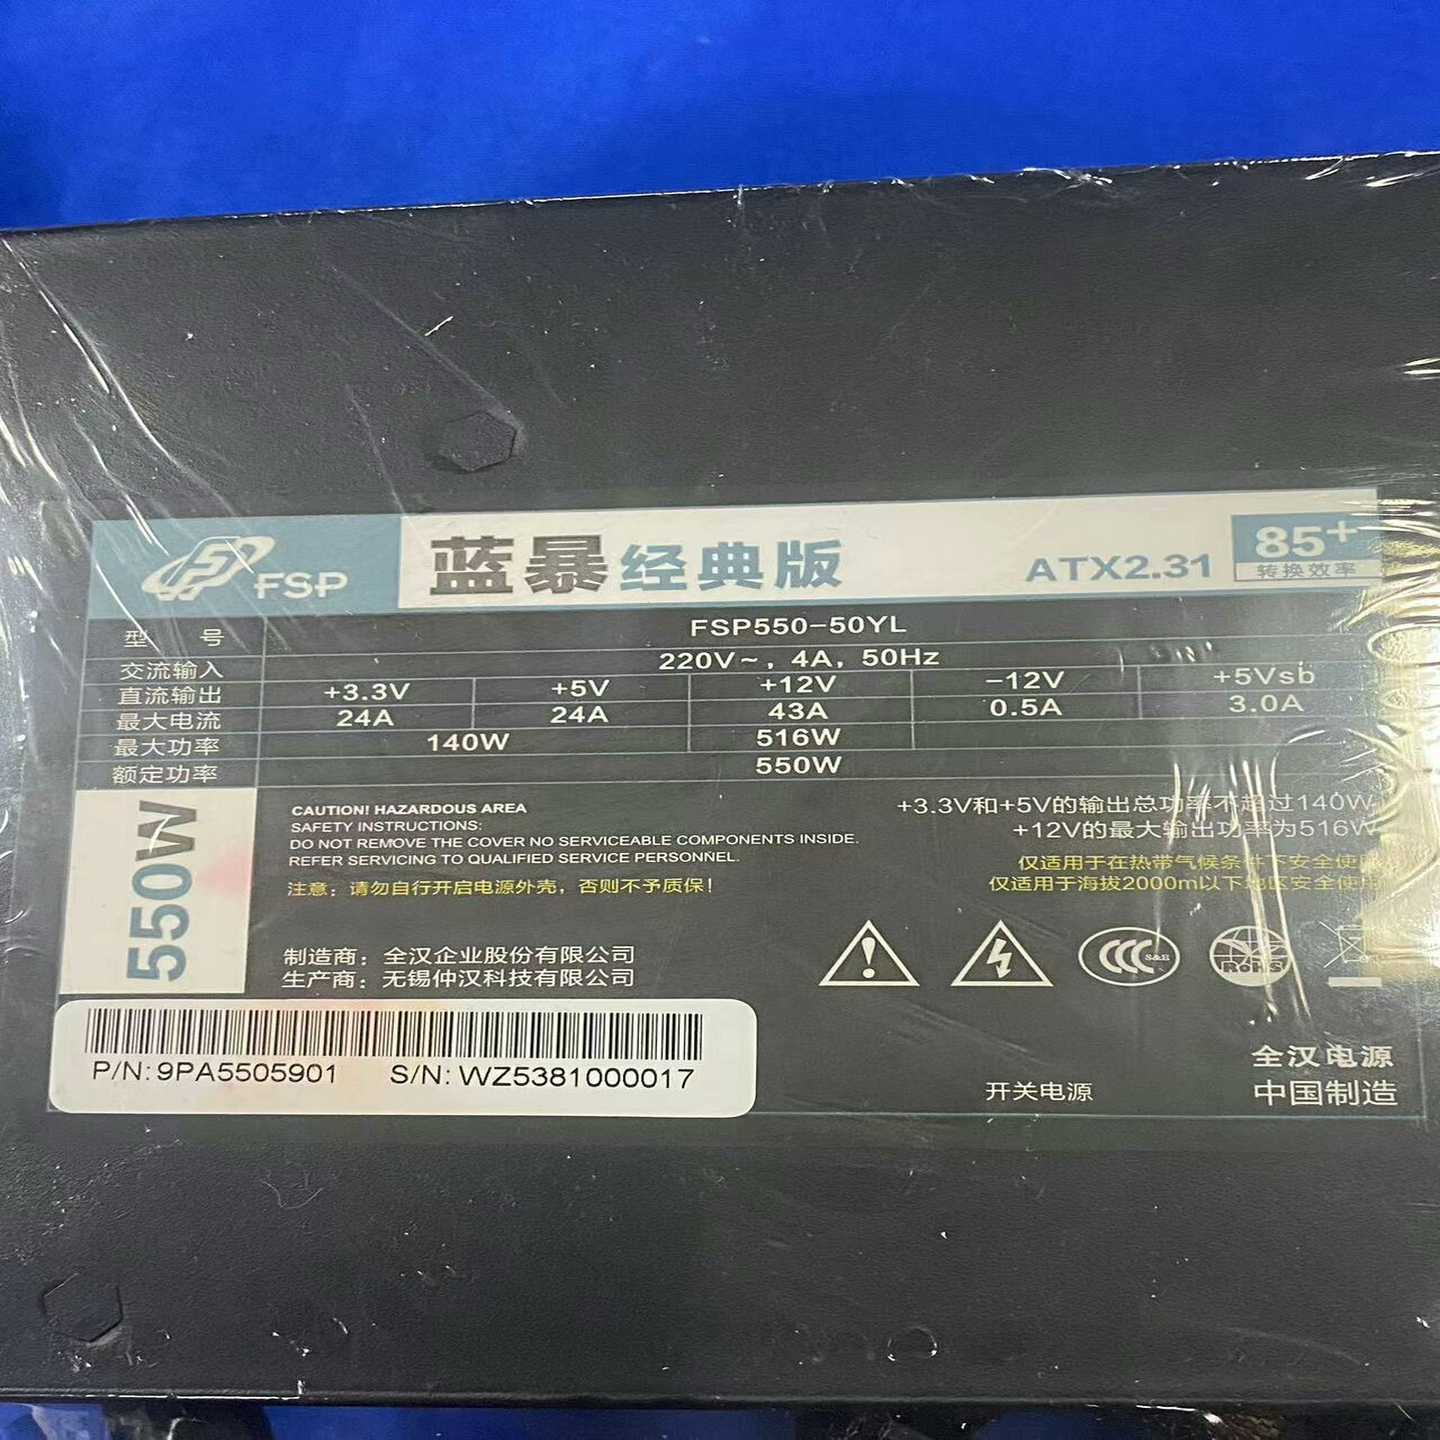 FSP
蓝暴经典版
ATX2.31
85+
转换效率
型号 FSP550-50YL
交流输入 220V~, 4A, 50Hz
直流输出 +3.3V +5V +12V -12V +5Vsb
最大电流 24A 24A 43A 0.5A 3.0A
最大功率 140W 516W
额定功率 550W
550W
CAUTION! HAZARDOUS AREA
SAFETY INSTRUCTIONS:
DO NOT REMOVE THE COVER NO SERVICEABLE COMPONENTS INSIDE.
REFER SERVICING TO QUALIFIED SERVICE PERSONNEL.
注意：请勿自行开启电源外壳，否则不予质保！
+3.3V和+5V的输出总功率不超过140W
+12V的最大输出功率为516W
仅适用于在热带气候条件下安全使用
仅适用于海拔2000m以下地区安全使用
制造商：全汉企业股份有限公司
生产商：无锡仲汉科技有限公司
CCC S&E
RoHS
P/N: 9PA5505901 S/N: WZ5381000017
开关电源
全汉电源
中国制造